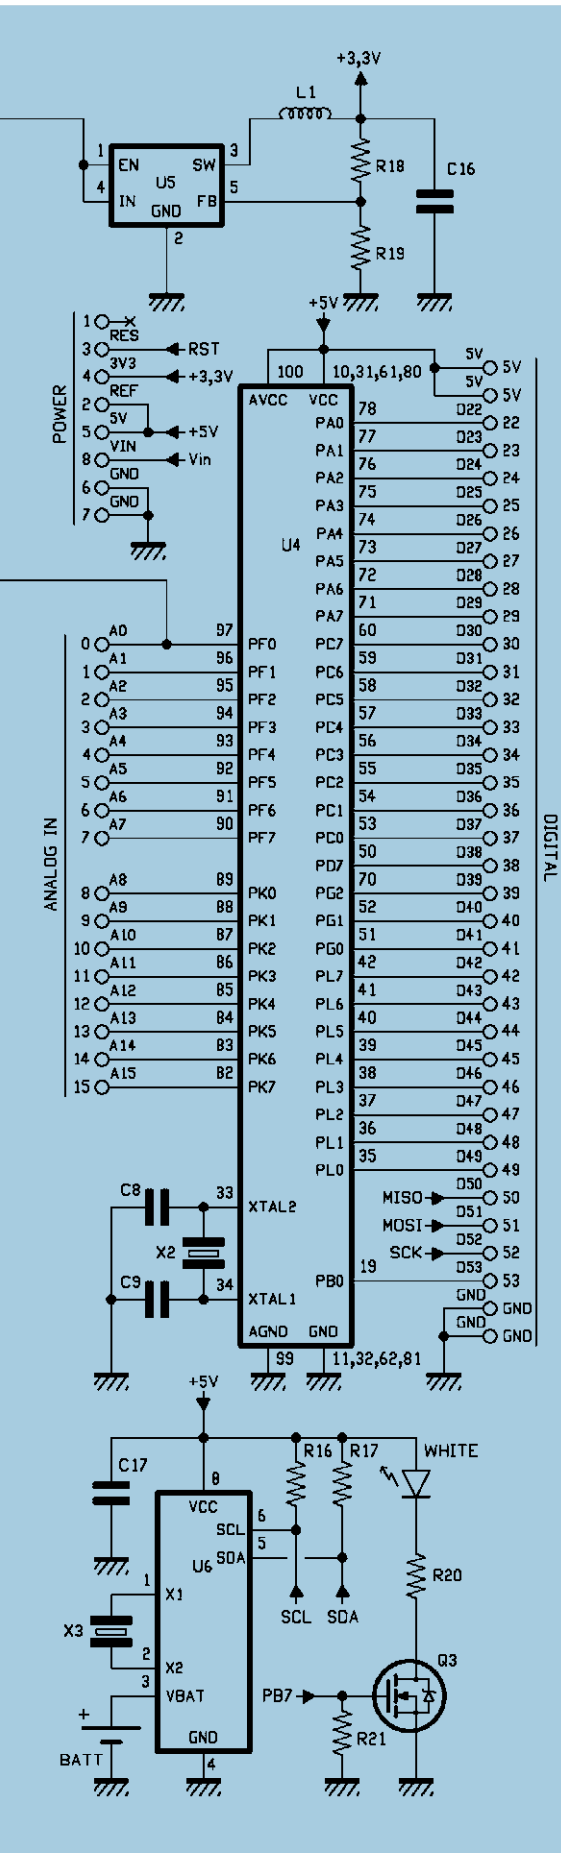 +3,3V
L1
1 EN SW 3
U5
R18
C16
4 IN FB 5
GND
2
R19
+5V
1
RES
3 RST
3V3
4 +3,3V
REF
2
5V
5 +5V
VIN
8 Vin
GND
6
GND
7
POWER
100 10,31,61,80
AVCC VCC
5V
5V
5V
5V
U4
PA0 78 D22 22
PA1 77 D23 23
PA2 76 D24 24
PA3 75 D25 25
PA4 74 D26 26
PA5 73 D27 27
PA6 72 D28 28
PA7 71 D29 29
0 A0 97 PF0 PC7 60 D30 30
1 A1 96 PF1 PC6 59 D31 31
2 A2 95 PF2 PC5 58 D32 32
3 A3 94 PF3 PC4 57 D33 33
4 A4 93 PF4 PC3 56 D34 34
5 A5 92 PF5 PC2 55 D35 35
6 A6 91 PF6 PC1 54 D36 36
7 A7 90 PF7 PC0 53 D37 37
PD7 50 D38 38
8 A8 89 PK0 PG2 70 D39 39
9 A9 88 PK1 PG1 52 D40 40
10 A10 87 PK2 PG0 51 D41 41
11 A11 86 PK3 PL7 42 D42 42
12 A12 85 PK4 PL6 41 D43 43
13 A13 84 PK5 PL5 40 D44 44
14 A14 83 PK6 PL4 39 D45 45
15 A15 82 PK7 PL3 38 D46 46
PL2 37 D47 47
PL1 36 D48 48
PL0 35 D49 49
ANALOG IN
DIGITAL
C8
33 XTAL2
X2
C9
34 XTAL1
MISO D50 50
MOSI D51 51
SCK D52 52
PB0 19 D53 53
GND
GND
GND
GND
AGND GND
99 11,32,62,81
+5V
C17
8
VCC
R16 R17 WHITE
SCL 6
SDA 5
U6
1 X1
X3
2 X2
3 VBAT
SCL SDA
R20
Q3
PB7
R21
+
BATT
GND
4